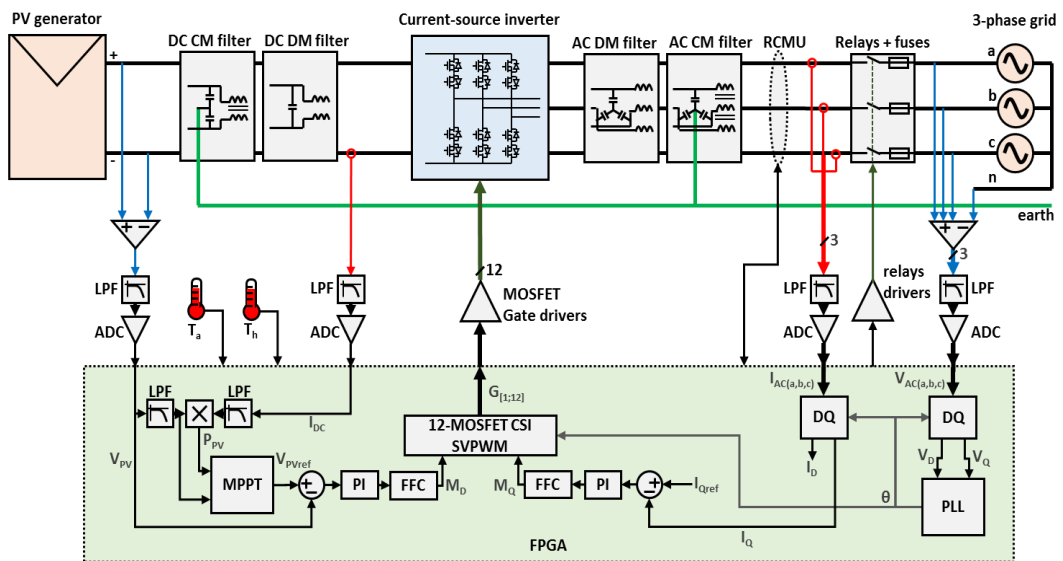 PV generator
DC CM filter
DC DM filter
Current-source inverter
AC DM filter
AC CM filter
RCMU
Relays + fuses
3-phase grid
+
-
a
b
c
n
earth
+ −
LPF
ADC
Ta
Th
LPF
ADC
12
MOSFET
Gate drivers
3
LPF
ADC
relays
drivers
+ −
3
LPF
ADC
LPF
LPF
×
IDC
PPV
VPV
MPPT
VPVref
+
−
PI
FFC
MD
G[1;12]
12-MOSFET CSI
SVPWM
MQ
FFC
PI
+
−
IQref
IAC(a,b,c)
VAC(a,b,c)
DQ
DQ
ID
VD
VQ
θ
PLL
IQ
FPGA